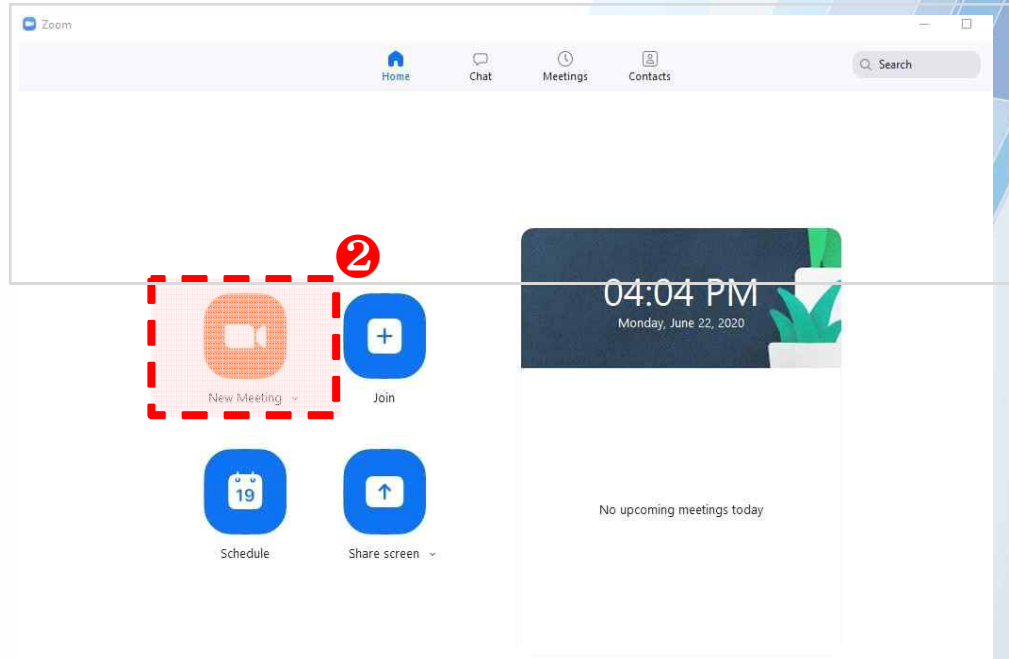 Zoom
Home Chat Meetings Contacts Search
❷
04:04 PM
Monday, June 22, 2020
New Meeting Join
19
Schedule Share screen
No upcoming meetings today